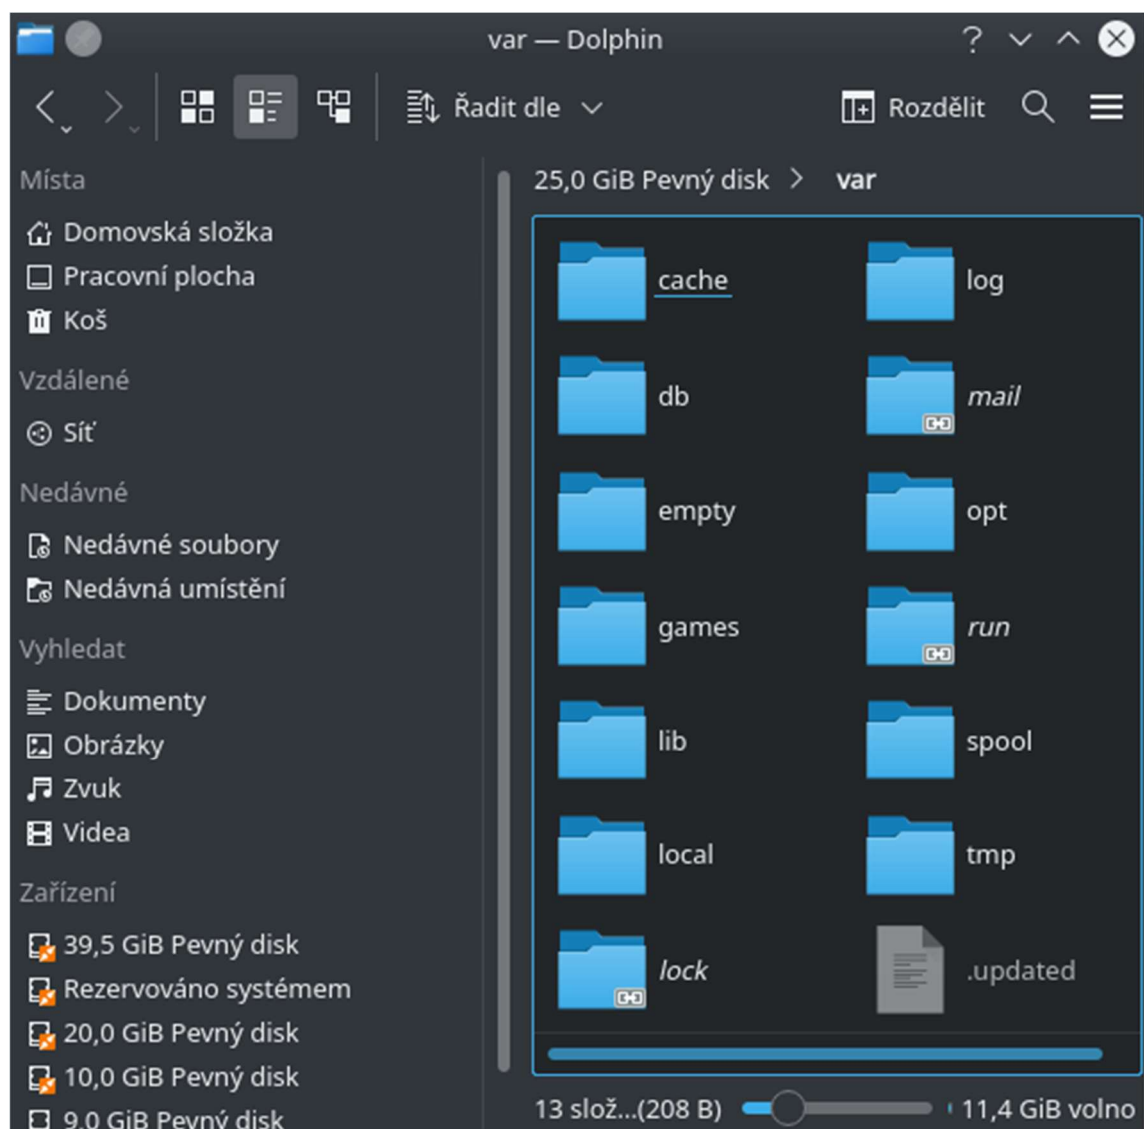 var — Dolphin
Řadit dle
Rozdělit
Místa
Domovská složka
Pracovní plocha
Koš
Vzdálené
Síť
Nedávné
Nedávné soubory
Nedávná umístění
Vyhledat
Dokumenty
Obrázky
Zvuk
Videa
Zařízení
39,5 GiB Pevný disk
Rezervováno systémem
20,0 GiB Pevný disk
10,0 GiB Pevný disk
9,0 GiB Pevný disk
25,0 GiB Pevný disk > var
cache
db
empty
games
lib
local
lock
log
mail
opt
run
spool
tmp
.updated
13 slož...(208 B)
11,4 GiB volno